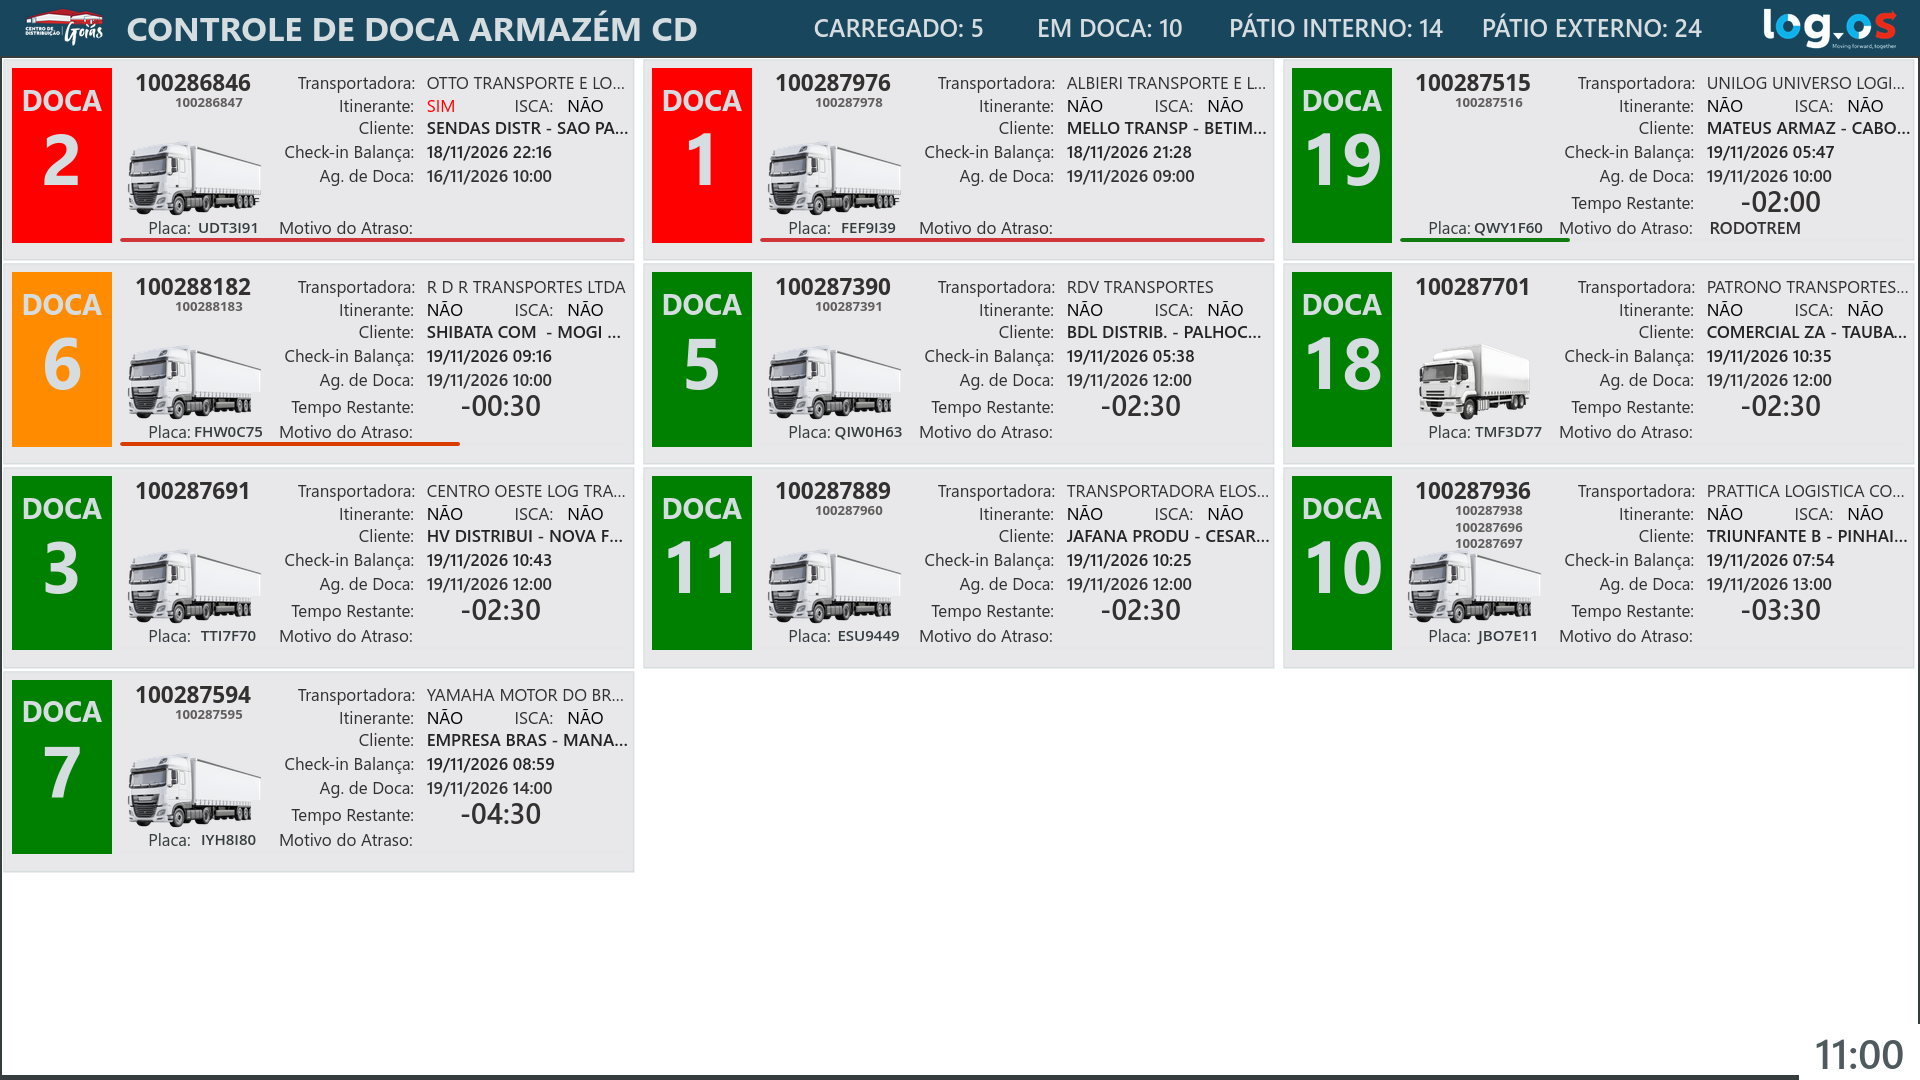 CENTRO DE DISTRIBUIÇÃO Goiás
CONTROLE DE DOCA ARMAZÉM CD
CARREGADO: 5
EM DOCA: 10
PÁTIO INTERNO: 14
PÁTIO EXTERNO: 24
log.os
Moving forward, together
DOCA
2
100286846
100286847
Transportadora: OTTO TRANSPORTE E LO...
Itinerante: SIM ISCA: NÃO
Cliente: SENDAS DISTR - SAO PA...
Check-in Balança: 18/11/2026 22:16
Ag. de Doca: 16/11/2026 10:00
Placa: UDT3I91 Motivo do Atraso:
DOCA
1
100287976
100287978
Transportadora: ALBIERI TRANSPORTE E L...
Itinerante: NÃO ISCA: NÃO
Cliente: MELLO TRANSP - BETIM...
Check-in Balança: 18/11/2026 21:28
Ag. de Doca: 19/11/2026 09:00
Placa: FEF9I39 Motivo do Atraso:
DOCA
19
100287515
100287516
Transportadora: UNILOG UNIVERSO LOGI...
Itinerante: NÃO ISCA: NÃO
Cliente: MATEUS ARMAZ - CABO...
Check-in Balança: 19/11/2026 05:47
Ag. de Doca: 19/11/2026 10:00
Tempo Restante: -02:00
Placa: QWY1F60 Motivo do Atraso: RODOTREM
DOCA
6
100288182
100288183
Transportadora: R D R TRANSPORTES LTDA
Itinerante: NÃO ISCA: NÃO
Cliente: SHIBATA COM - MOGI ...
Check-in Balança: 19/11/2026 09:16
Ag. de Doca: 19/11/2026 10:00
Tempo Restante: -00:30
Placa: FHW0C75 Motivo do Atraso:
DOCA
5
100287390
100287391
Transportadora: RDV TRANSPORTES
Itinerante: NÃO ISCA: NÃO
Cliente: BDL DISTRIB. - PALHOC...
Check-in Balança: 19/11/2026 05:38
Ag. de Doca: 19/11/2026 12:00
Tempo Restante: -02:30
Placa: QIW0H63 Motivo do Atraso:
DOCA
18
100287701
Transportadora: PATRONO TRANSPORTES...
Itinerante: NÃO ISCA: NÃO
Cliente: COMERCIAL ZA - TAUBA...
Check-in Balança: 19/11/2026 10:35
Ag. de Doca: 19/11/2026 12:00
Tempo Restante: -02:30
Placa: TMF3D77 Motivo do Atraso:
DOCA
3
100287691
Transportadora: CENTRO OESTE LOG TRA...
Itinerante: NÃO ISCA: NÃO
Cliente: HV DISTRIBUI - NOVA F...
Check-in Balança: 19/11/2026 10:43
Ag. de Doca: 19/11/2026 12:00
Tempo Restante: -02:30
Placa: TTI7F70 Motivo do Atraso:
DOCA
11
100287889
100287960
Transportadora: TRANSPORTADORA ELOS...
Itinerante: NÃO ISCA: NÃO
Cliente: JAFANA PRODU - CESAR...
Check-in Balança: 19/11/2026 10:25
Ag. de Doca: 19/11/2026 12:00
Tempo Restante: -02:30
Placa: ESU9449 Motivo do Atraso:
DOCA
10
100287936
100287938
100287696
100287697
Transportadora: PRATTICA LOGISTICA CO...
Itinerante: NÃO ISCA: NÃO
Cliente: TRIUNFANTE B - PINHAI...
Check-in Balança: 19/11/2026 07:54
Ag. de Doca: 19/11/2026 13:00
Tempo Restante: -03:30
Placa: JBO7E11 Motivo do Atraso:
DOCA
7
100287594
100287595
Transportadora: YAMAHA MOTOR DO BR...
Itinerante: NÃO ISCA: NÃO
Cliente: EMPRESA BRAS - MANA...
Check-in Balança: 19/11/2026 08:59
Ag. de Doca: 19/11/2026 14:00
Tempo Restante: -04:30
Placa: IYH8I80 Motivo do Atraso:
11:00